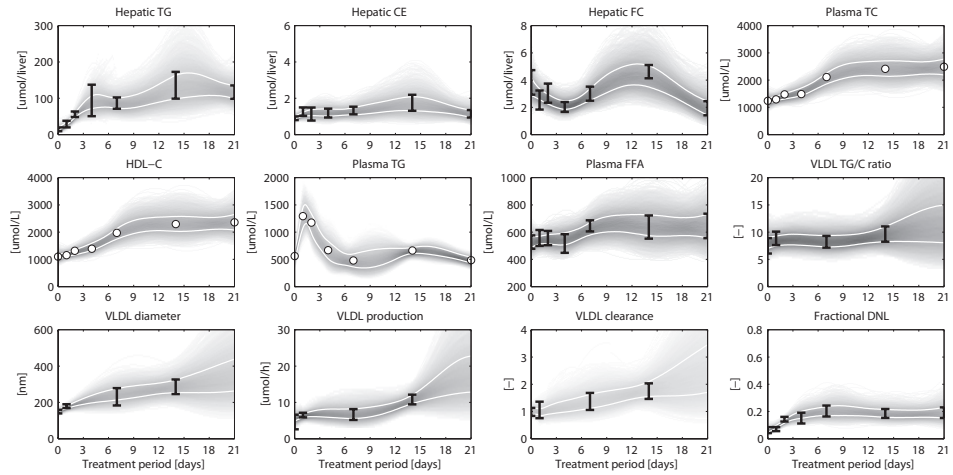 Hepatic TG
Hepatic CE
Hepatic FC
Plasma TC
300
200
100
0
[umol/liver]
0 3 6 9 12 15 18 21
6
4
2
0
[umol/liver]
0 3 6 9 12 15 18 21
8
6
4
2
0
[umol/liver]
0 3 6 9 12 15 18 21
4000
3000
2000
1000
0
[umol/L]
0 3 6 9 12 15 18 21
HDL−C
Plasma TG
Plasma FFA
VLDL TG/C ratio
4000
3000
2000
1000
0
[umol/L]
0 3 6 9 12 15 18 21
2000
1500
1000
500
0
[umol/L]
0 3 6 9 12 15 18 21
1000
800
600
400
200
[umol/L]
0 3 6 9 12 15 18 21
20
15
10
5
0
[−]
0 3 6 9 12 15 18 21
VLDL diameter
VLDL production
VLDL clearance
Fractional DNL
600
400
200
0
[nm]
0 3 6 9 12 15 18 21
Treatment period [days]
30
20
10
0
[umol/h]
0 3 6 9 12 15 18 21
Treatment period [days]
4
3
2
1
0
[−]
0 3 6 9 12 15 18 21
Treatment period [days]
0.8
0.6
0.4
0.2
0
[−]
0 3 6 9 12 15 18 21
Treatment period [days]